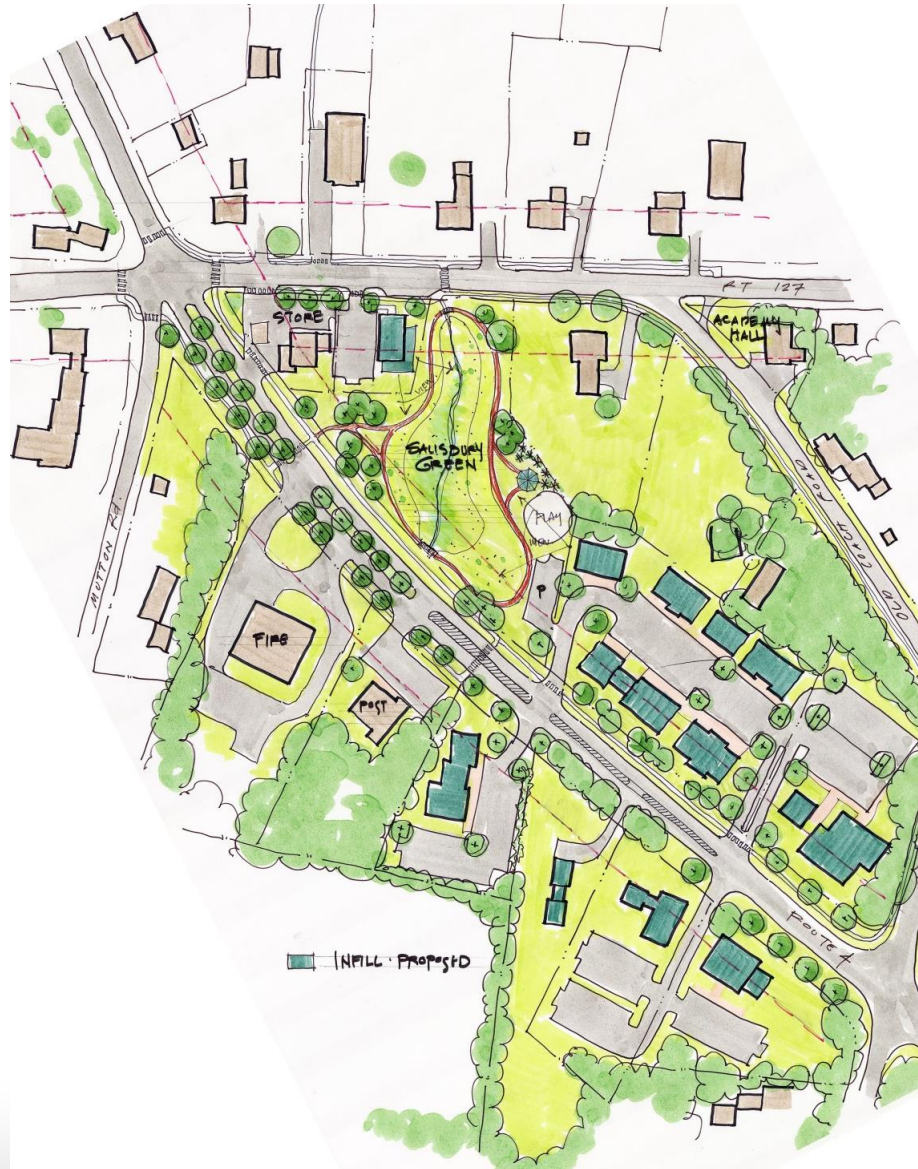 RT 127
STORE
ACADEMY
HALL
SALISBURY
GREEN
PLAY
OLD COACH ROAD
MUTTON RD.
P
FIRE
POST
ROUTE 4
INFILL · PROPOSED